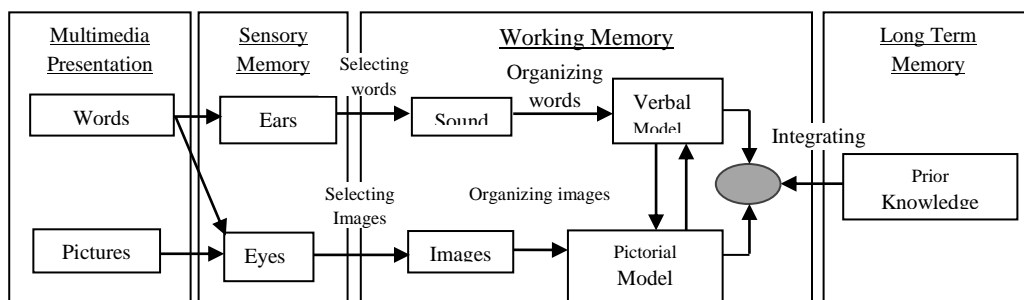 Multimedia
Presentation
Sensory
Memory
Working Memory
Long Term
Memory
Selecting
words
Organizing
words
Words
Ears
Sound
Verbal
Model
Integrating
Prior
Knowledge
Selecting
Images
Organizing images
Pictures
Eyes
Images
Pictorial
Model